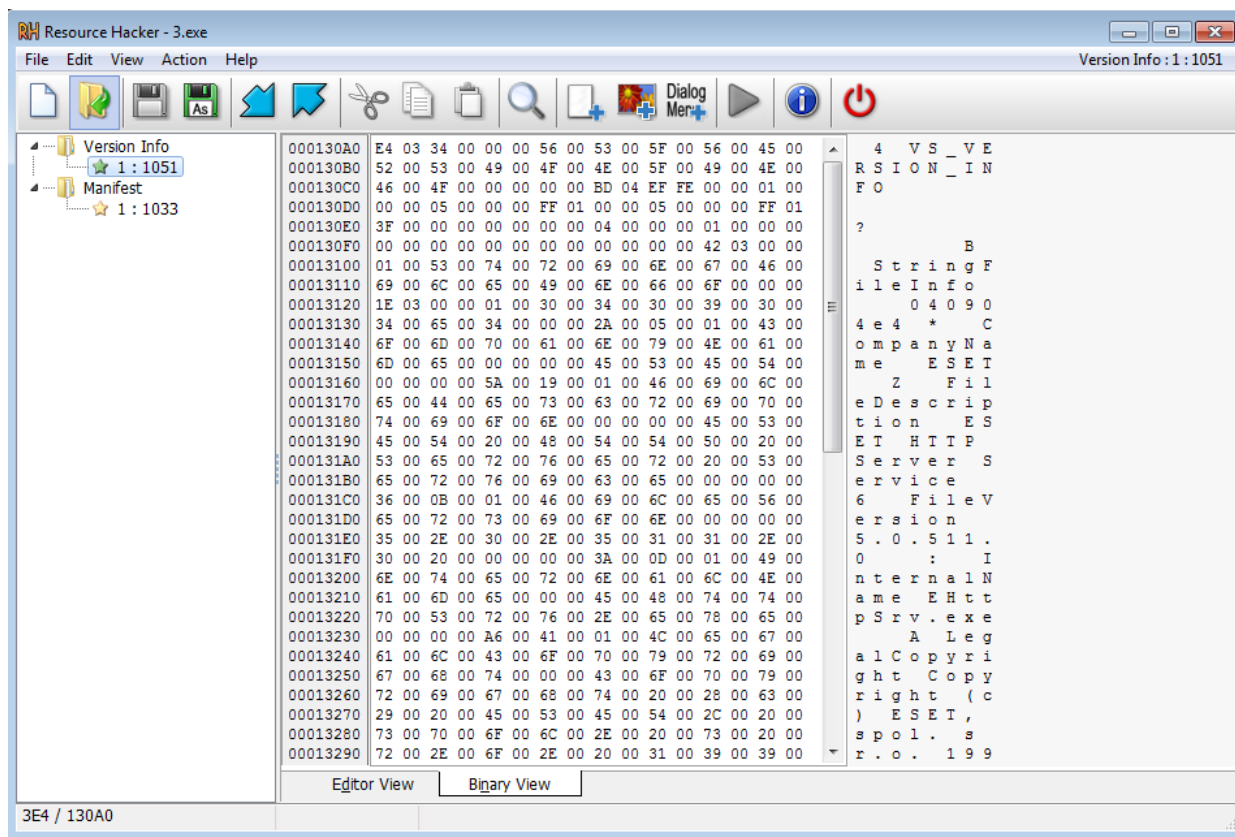 Resource Hacker - 3.exe
File Edit View Action Help Version Info : 1 : 1051
As Dialog Menu
Version Info
1 : 1051
Manifest
1 : 1033
000130A0 E4 03 34 00 00 00 56 00 53 00 5F 00 56 00 45 00 4 VS_VE
000130B0 52 00 53 00 49 00 4F 00 4E 00 5F 00 49 00 4E 00 RSION_IN
000130C0 46 00 4F 00 00 00 00 00 BD 04 EF FE 00 00 01 00 FO
000130D0 00 00 05 00 00 00 FF 01 00 00 05 00 00 00 FF 01
000130E0 3F 00 00 00 00 00 00 00 04 00 00 00 01 00 00 00 ?
000130F0 00 00 00 00 00 00 00 00 00 00 00 00 42 03 00 00 B
00013100 01 00 53 00 74 00 72 00 69 00 6E 00 67 00 46 00 StringF
00013110 69 00 6C 00 65 00 49 00 6E 00 66 00 6F 00 00 00 ileInfo
00013120 1E 03 00 00 01 00 30 00 34 00 30 00 39 00 30 00 04090
00013130 34 00 65 00 34 00 00 00 2A 00 05 00 01 00 43 00 4e4 * C
00013140 6F 00 6D 00 70 00 61 00 6E 00 79 00 4E 00 61 00 ompanyNa
00013150 6D 00 65 00 00 00 00 00 45 00 53 00 45 00 54 00 me ESET
00013160 00 00 00 00 5A 00 19 00 01 00 46 00 69 00 6C 00 Z Fil
00013170 65 00 44 00 65 00 73 00 63 00 72 00 69 00 70 00 eDescrip
00013180 74 00 69 00 6F 00 6E 00 00 00 00 00 45 00 53 00 tion ES
00013190 45 00 54 00 20 00 48 00 54 00 54 00 50 00 20 00 ET HTTP
000131A0 53 00 65 00 72 00 76 00 65 00 72 00 20 00 53 00 Server S
000131B0 65 00 72 00 76 00 69 00 63 00 65 00 00 00 00 00 ervice
000131C0 36 00 0B 00 01 00 46 00 69 00 6C 00 65 00 56 00 6 FileV
000131D0 65 00 72 00 73 00 69 00 6F 00 6E 00 00 00 00 00 ersion
000131E0 35 00 2E 00 30 00 2E 00 35 00 31 00 31 00 2E 00 5.0.511.
000131F0 30 00 20 00 00 00 00 00 3A 00 0D 00 01 00 49 00 0 : I
00013200 6E 00 74 00 65 00 72 00 6E 00 61 00 6C 00 4E 00 nternalN
00013210 61 00 6D 00 65 00 00 00 45 00 48 00 74 00 74 00 ame EHtt
00013220 70 00 53 00 72 00 76 00 2E 00 65 00 78 00 65 00 pSrv.exe
00013230 00 00 00 00 A6 00 41 00 01 00 4C 00 65 00 67 00 A Leg
00013240 61 00 6C 00 43 00 6F 00 70 00 79 00 72 00 69 00 alCopyri
00013250 67 00 68 00 74 00 00 00 43 00 6F 00 70 00 79 00 ght Copy
00013260 72 00 69 00 67 00 68 00 74 00 20 00 28 00 63 00 right (c
00013270 29 00 20 00 45 00 53 00 45 00 54 00 2C 00 20 00 ) ESET,
00013280 73 00 70 00 6F 00 6C 00 2E 00 20 00 73 00 20 00 spol. s
00013290 72 00 2E 00 6F 00 2E 00 20 00 31 00 39 00 39 00 r.o. 199
Editor View Binary View
3E4 / 130A0